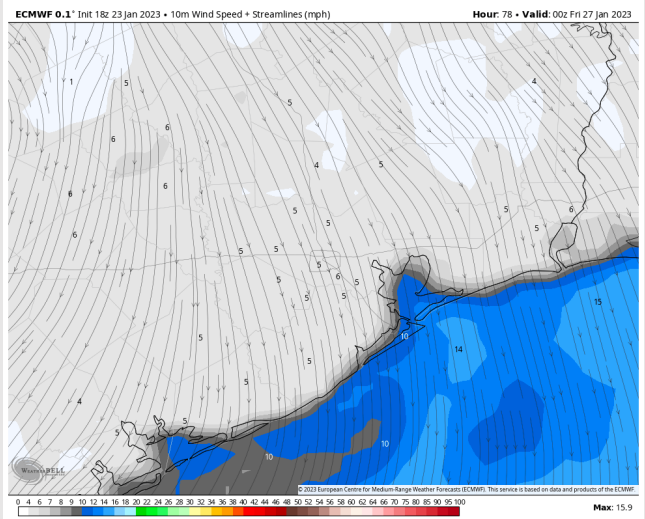 ECMWF 0.1° Init 18z 23 Jan 2023 • 10m Wind Speed + Streamlines (mph) Hour: 78 • Valid: 00z Fri 27 Jan 2023
1 5 4
5
6 6
4 5
6 6
5 5 6
6 5 5
5 5
5 5 6 5
5 5
15
5 10
14
5
5
4
5
5
10
10
WEATHERBELL
© 2023 European Centre for Medium-Range Weather Forecasts (ECMWF). This service is based on data and products of the ECMWF.
0 4 6 7 8 9 10 12 14 16 18 20 22 24 26 28 30 32 34 36 38 40 42 44 46 48 50 52 54 56 58 60 62 64 66 68 70 75 80 85 90 95 100
Max: 15.9